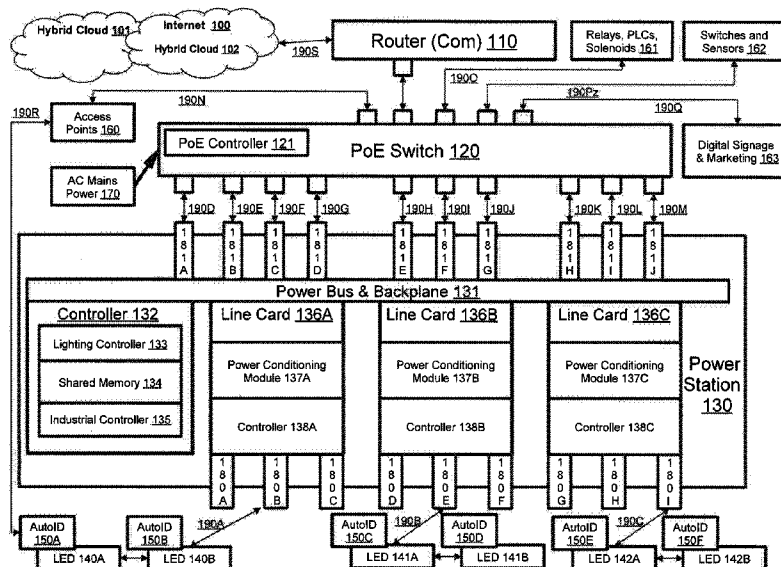 Hybrid Cloud 101
Internet 100
Hybrid Cloud 102
190S
Router (Com) 110
Relays, PLCs,
Solenoids 161
Switches and
Sensors 162
190O
190Pz
190Q
190R
190N
Access
Points 160
PoE Controller 121
PoE Switch 120
Digital Signage
& Marketing 163
AC Mains
Power 170
190D
190E
190F
190G
190H
190I
190J
190K
190L
190M
181A
181B
181C
181D
181E
181F
181G
181H
181I
181J
Power Bus & Backplane 131
Controller 132
Lighting Controller 133
Shared Memory 134
Industrial Controller 135
Line Card 136A
Power Conditioning
Module 137A
Controller 138A
Line Card 136B
Power Conditioning
Module 137B
Controller 138B
Line Card 136C
Power Conditioning
Module 137C
Controller 138C
Power
Station
130
180A
180B
180C
180D
180E
180F
180G
180H
180I
190A
190B
190C
AutoID
150A
AutoID
150B
AutoID
150C
AutoID
150D
AutoID
150E
AutoID
150F
LED 140A
LED 140B
LED 141A
LED 141B
LED 142A
LED 142B